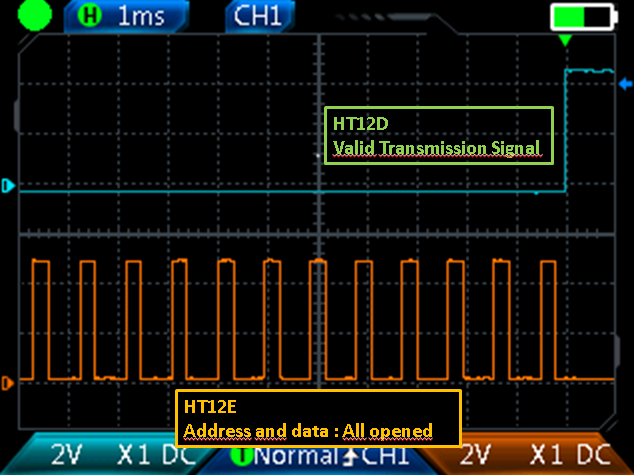 H 1ms CH1
HT12D
Valid Transmission Signal
HT12E
Address and data : All opened
2V X1 DC T Normal CH1 2V X1 DC